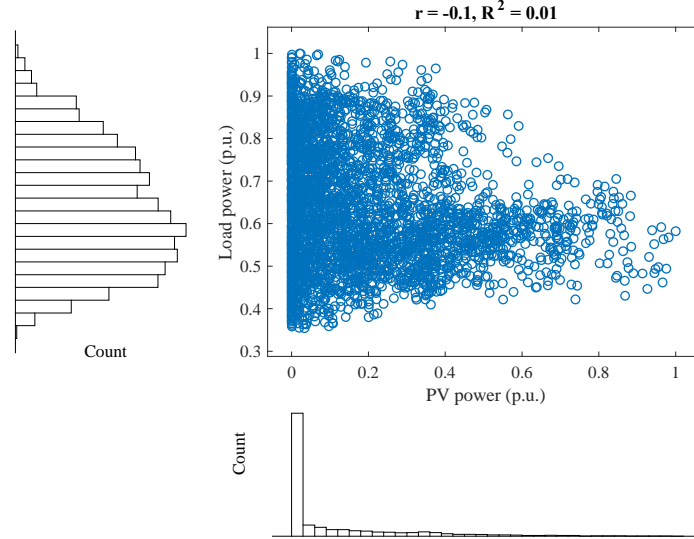 r = -0.1, R² = 0.01
1
0.9
0.8
0.7
0.6
0.5
0.4
0.3
Load power (p.u.)
0 0.2 0.4 0.6 0.8 1
PV power (p.u.)
Count
Count